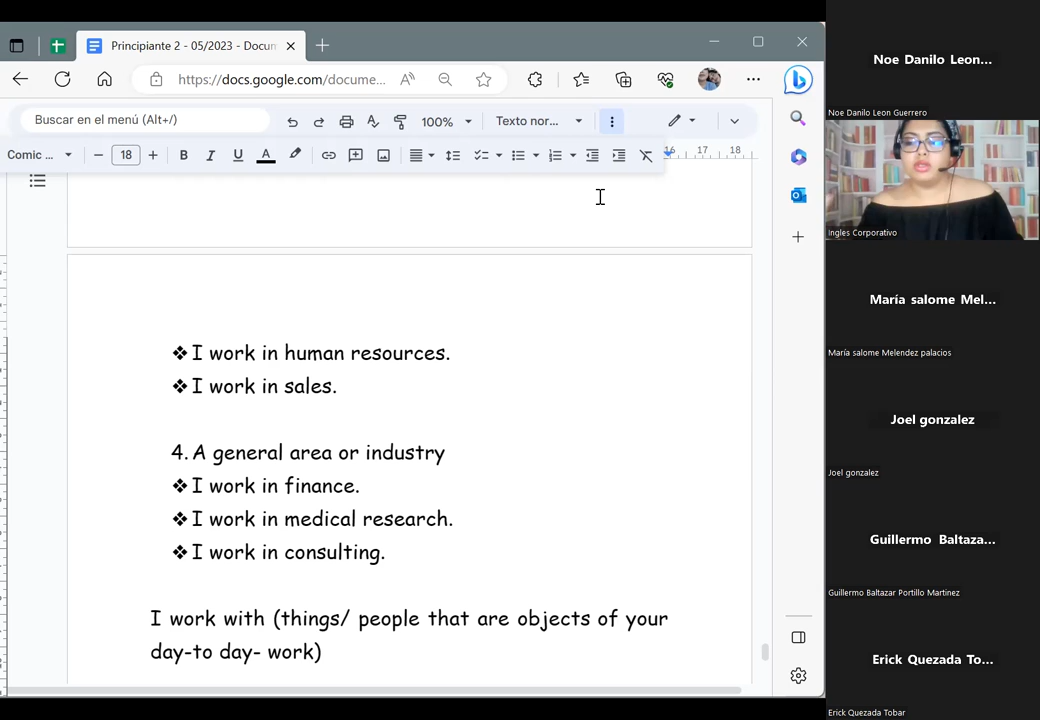 Principiante 2 - 05/2023 - Docum
https://docs.google.com/docume...
Buscar en el menú (Alt+/)
100%
Texto nor...
Comic ...
18
16 17 18
❖ I work in human resources.
❖ I work in sales.
4. A general area or industry
❖ I work in finance.
❖ I work in medical research.
❖ I work in consulting.
I work with (things/ people that are objects of your
day-to day- work)
Noe Danilo Leon...
Noe Danilo Leon Guerrero
Ingles Corporativo
María salome Mel...
María salome Melendez palacios
Joel gonzalez
Joel gonzalez
Guillermo Baltaza...
Guillermo Baltazar Portillo Martinez
Erick Quezada To...
Erick Quezada Tobar